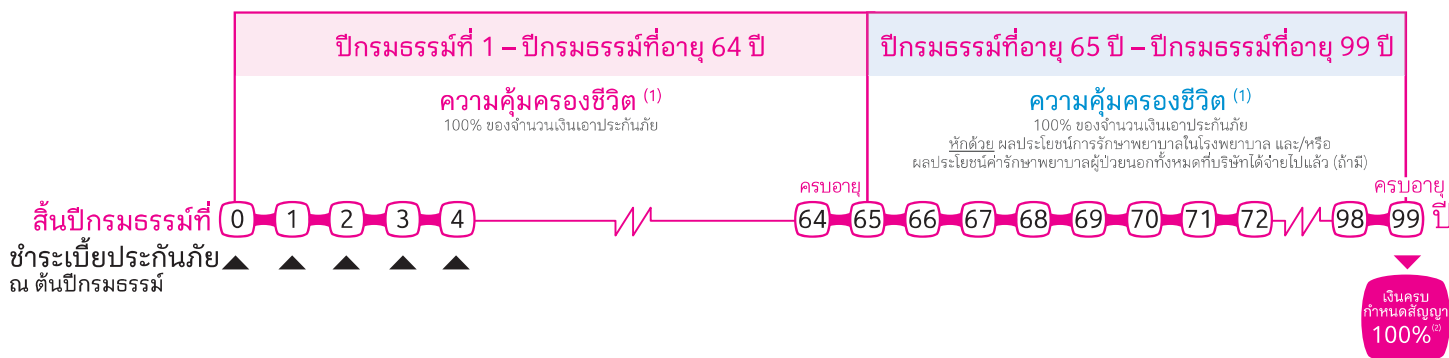 ปีกรมธรรม์ที่ 1 – ปีกรมธรรม์ที่อายุ 64 ปี
ปีกรมธรรม์ที่อายุ 65 ปี – ปีกรมธรรม์ที่อายุ 99 ปี
ความคุ้มครองชีวิต (1)
100% ของจำนวนเงินเอาประกันภัย
ความคุ้มครองชีวิต (1)
100% ของจำนวนเงินเอาประกันภัย
หักด้วย ผลประโยชน์การรักษาพยาบาลในโรงพยาบาล และ/หรือ
ผลประโยชน์ค่ารักษาพยาบาลผู้ป่วยนอกทั้งหมดที่บริษัทได้จ่ายไปแล้ว (ถ้ามี)
ครบอายุ
ครบอายุ
สิ้นปีกรมธรรม์ที่ 0 1 2 3 4 64 65 66 67 68 69 70 71 72 98 99 ปี
ชำระเบี้ยประกันภัย
ณ ต้นปีกรมธรรม์
เงินครบ
กำหนดสัญญา
100% (2)